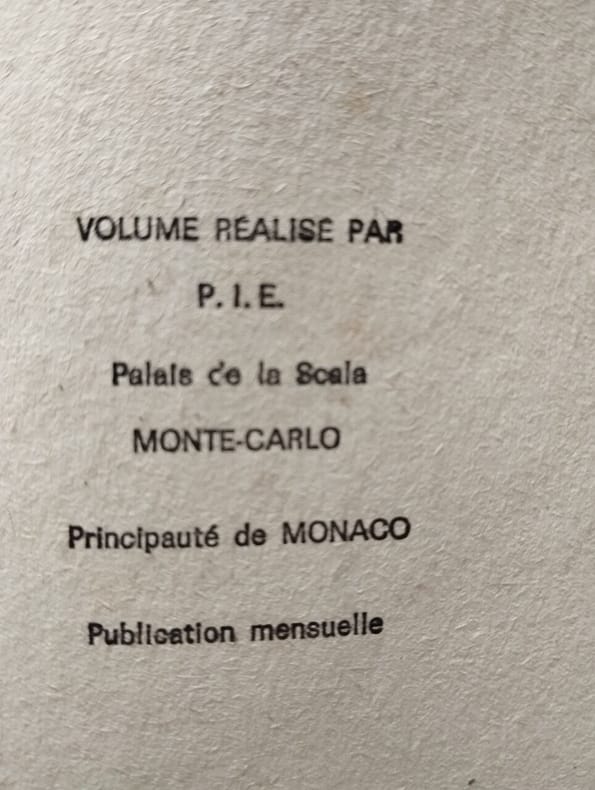 VOLUME RÉALISÉ PAR
P. I. E.
Palais de la Scala
MONTE-CARLO
Principauté de MONACO
Publication mensuelle